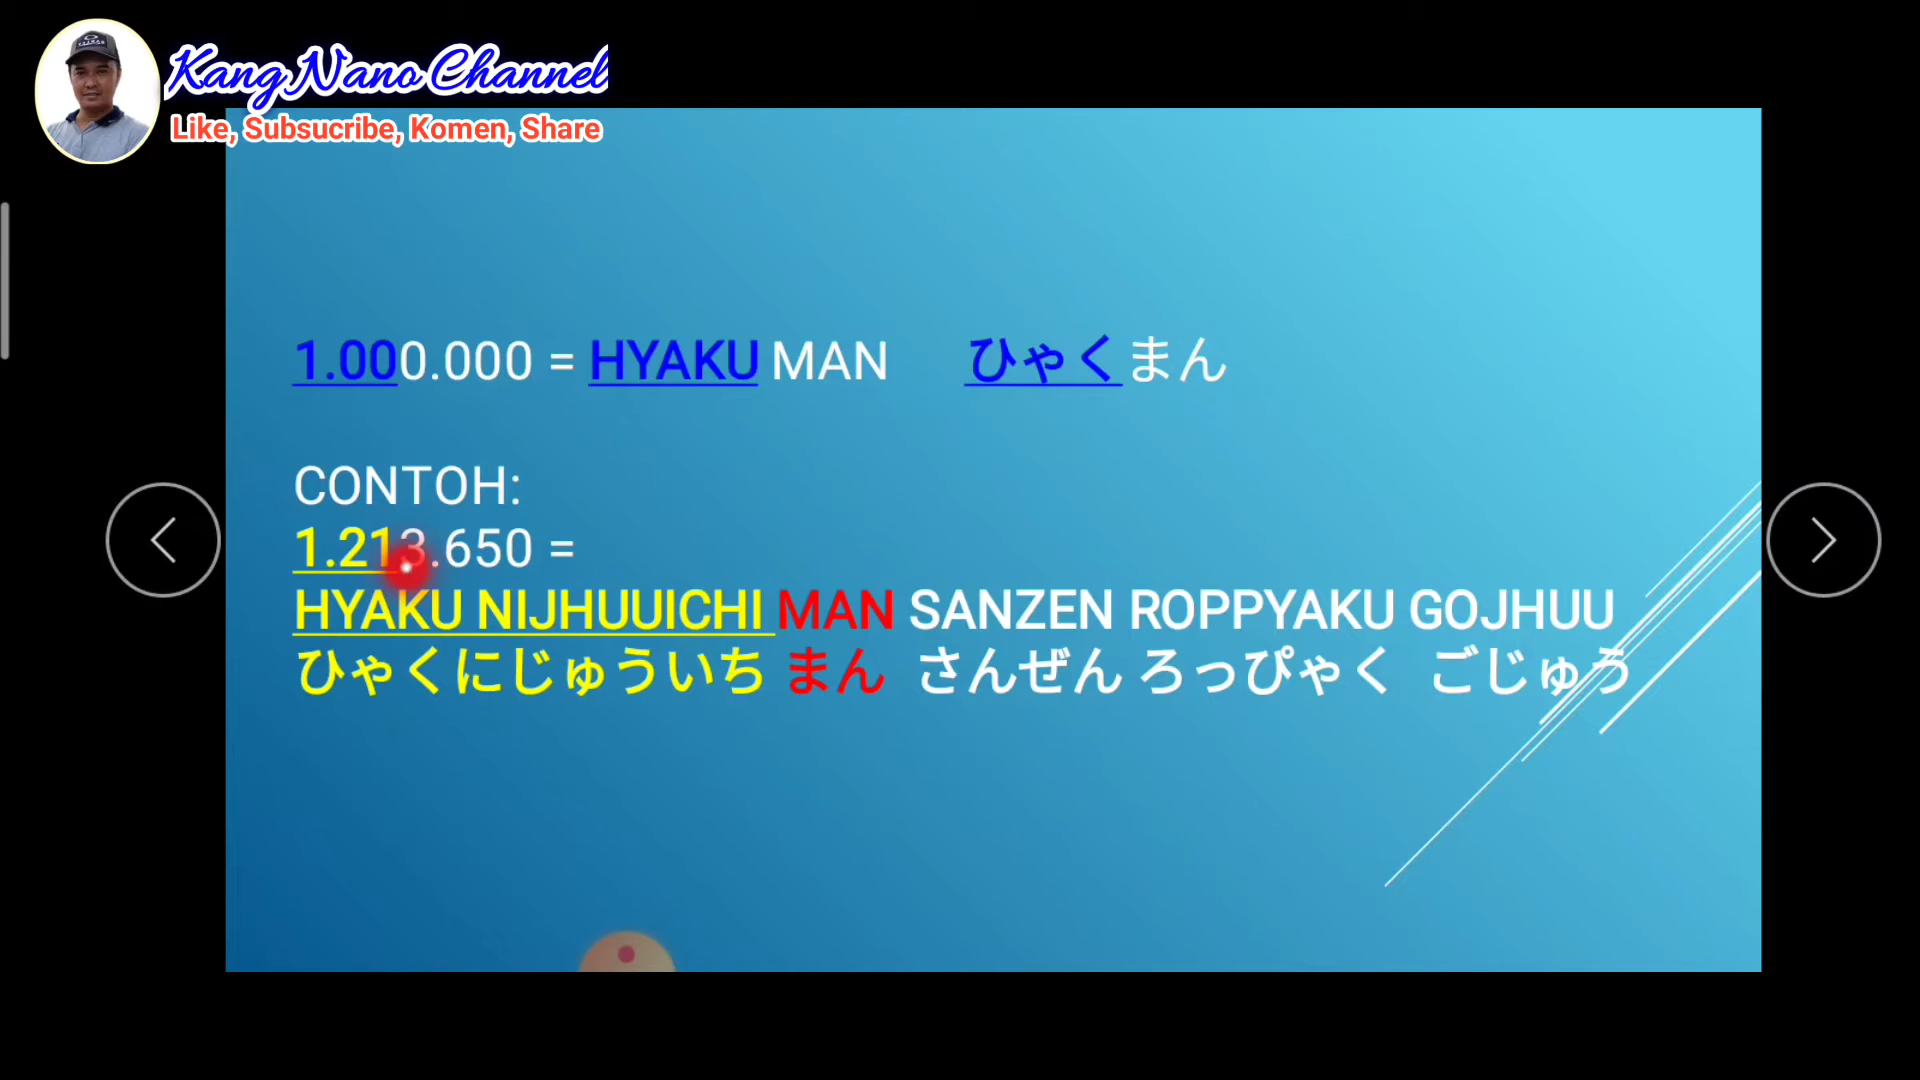 Kang Nano Channel
Like, Subsucribe, Komen, Share
1.000.000 = HYAKU MAN ひゃくまん
CONTOH:
1.213.650 =
HYAKU NIJHUUICHI MAN SANZEN ROPPYAKU GOJHUU
ひゃくにじゅういち まん さんぜん ろっぴゃく ごじゅう